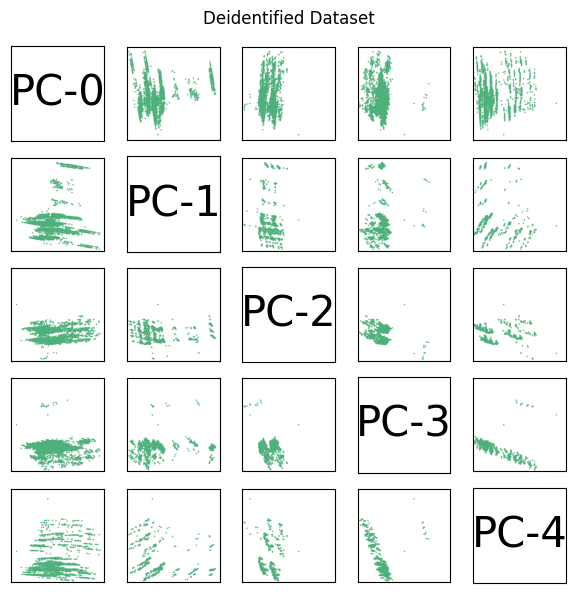 Deidentified Dataset
PC-0
PC-1
PC-2
PC-3
PC-4